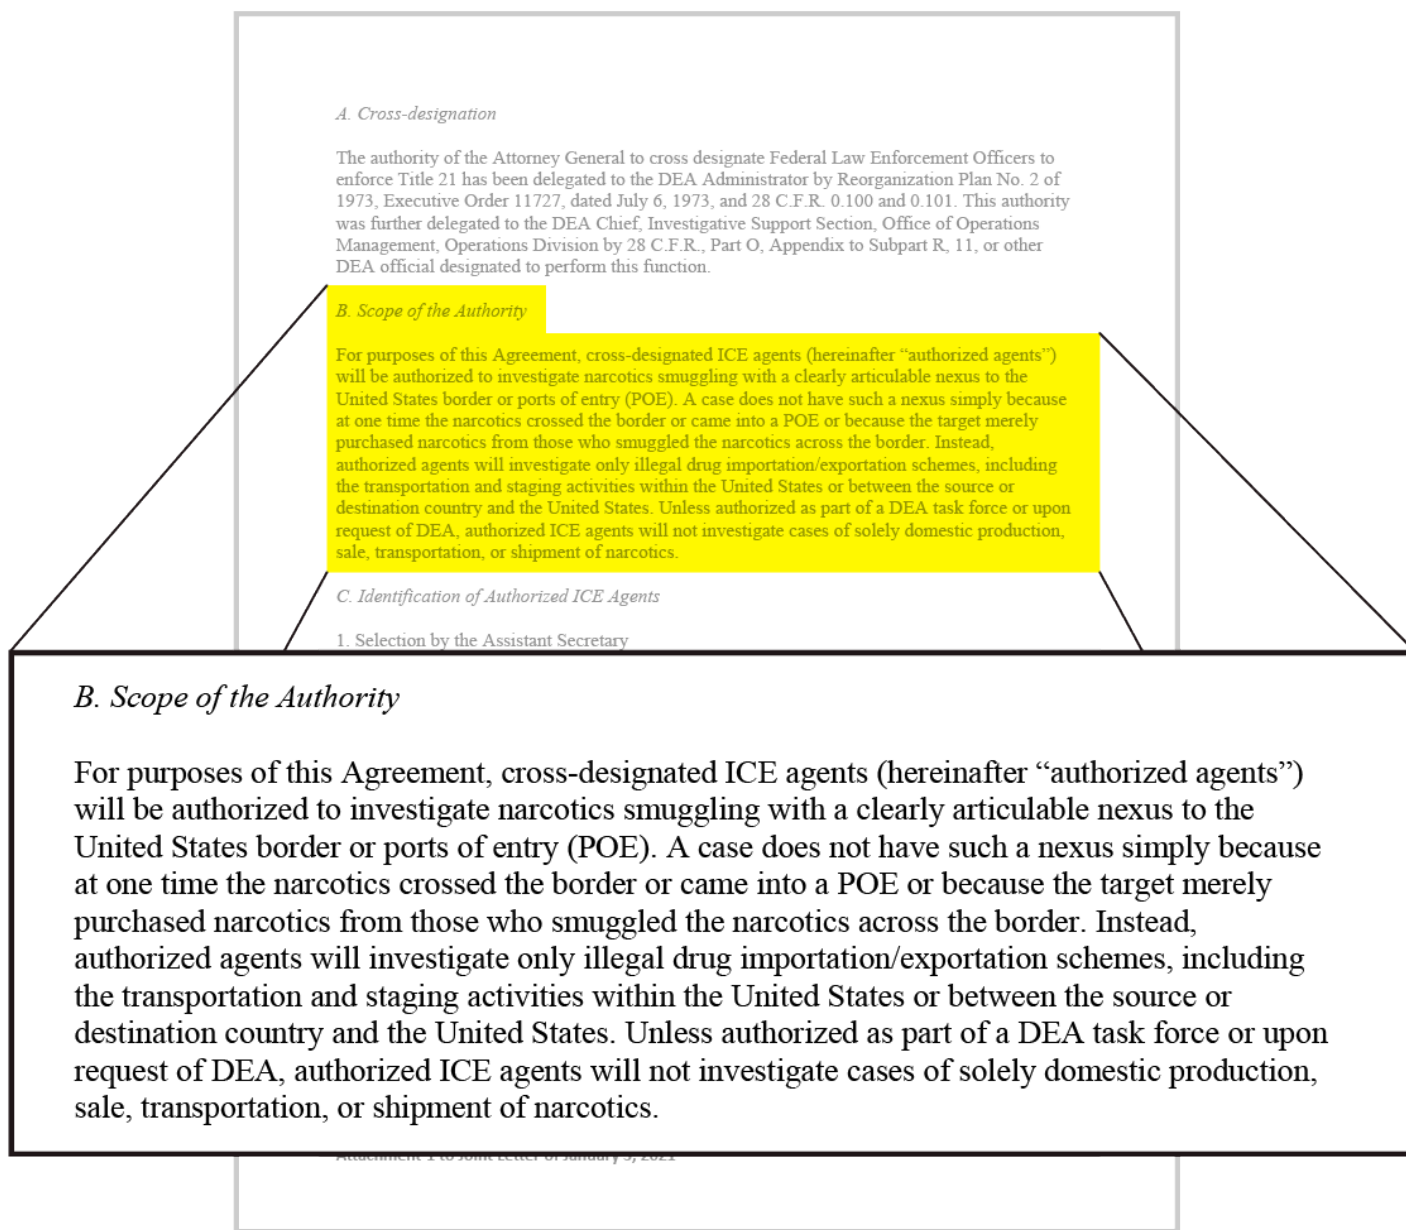 A. Cross-designation
The authority of the Attorney General to cross designate Federal Law Enforcement Officers to
enforce Title 21 has been delegated to the DEA Administrator by Reorganization Plan No. 2 of
1973, Executive Order 11727, dated July 6, 1973, and 28 C.F.R. 0.100 and 0.101. This authority
was further delegated to the DEA Chief, Investigative Support Section, Office of Operations
Management, Operations Division by 28 C.F.R., Part O, Appendix to Subpart R, 11, or other
DEA official designated to perform this function.
B. Scope of the Authority
For purposes of this Agreement, cross-designated ICE agents (hereinafter “authorized agents”)
will be authorized to investigate narcotics smuggling with a clearly articulable nexus to the
United States border or ports of entry (POE). A case does not have such a nexus simply because
at one time the narcotics crossed the border or came into a POE or because the target merely
purchased narcotics from those who smuggled the narcotics across the border. Instead,
authorized agents will investigate only illegal drug importation/exportation schemes, including
the transportation and staging activities within the United States or between the source or
destination country and the United States. Unless authorized as part of a DEA task force or upon
request of DEA, authorized ICE agents will not investigate cases of solely domestic production,
sale, transportation, or shipment of narcotics.
C. Identification of Authorized ICE Agents
1. Selection by the Assistant Secretary
B. Scope of the Authority
For purposes of this Agreement, cross-designated ICE agents (hereinafter “authorized agents”)
will be authorized to investigate narcotics smuggling with a clearly articulable nexus to the
United States border or ports of entry (POE). A case does not have such a nexus simply because
at one time the narcotics crossed the border or came into a POE or because the target merely
purchased narcotics from those who smuggled the narcotics across the border. Instead,
authorized agents will investigate only illegal drug importation/exportation schemes, including
the transportation and staging activities within the United States or between the source or
destination country and the United States. Unless authorized as part of a DEA task force or upon
request of DEA, authorized ICE agents will not investigate cases of solely domestic production,
sale, transportation, or shipment of narcotics.